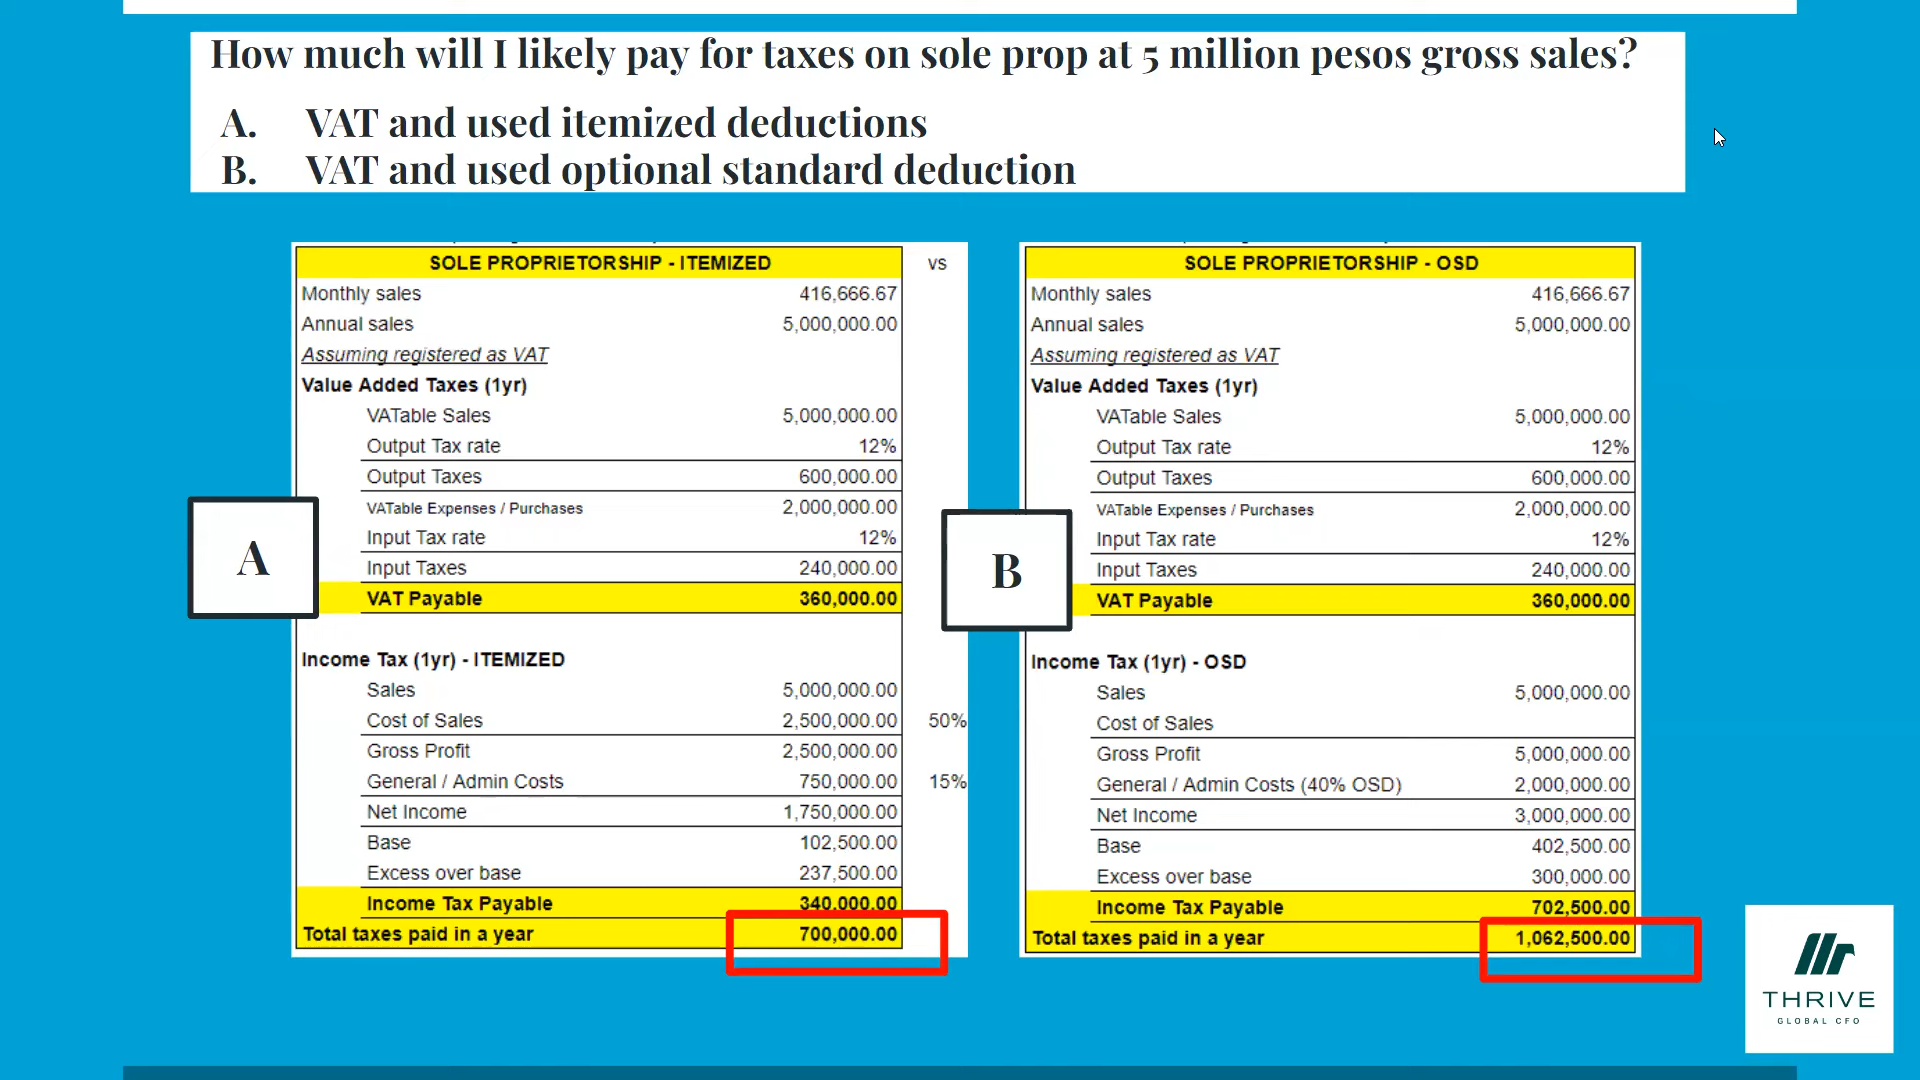 How much will I likely pay for taxes on sole prop at 5 million pesos gross sales?
A. VAT and used itemized deductions
B. VAT and used optional standard deduction
SOLE PROPRIETORSHIP - ITEMIZED
Monthly sales 416,666.67
Annual sales 5,000,000.00
Assuming registered as VAT
Value Added Taxes (1yr)
VATable Sales 5,000,000.00
Output Tax rate 12%
Output Taxes 600,000.00
VATable Expenses / Purchases 2,000,000.00
Input Tax rate 12%
Input Taxes 240,000.00
VAT Payable 360,000.00
A
Income Tax (1yr) - ITEMIZED
Sales 5,000,000.00
Cost of Sales 2,500,000.00 50%
Gross Profit 2,500,000.00
General / Admin Costs 750,000.00 15%
Net Income 1,750,000.00
Base 102,500.00
Excess over base 237,500.00
Income Tax Payable 340,000.00
Total taxes paid in a year 700,000.00
vs
SOLE PROPRIETORSHIP - OSD
Monthly sales 416,666.67
Annual sales 5,000,000.00
Assuming registered as VAT
Value Added Taxes (1yr)
VATable Sales 5,000,000.00
Output Tax rate 12%
Output Taxes 600,000.00
VATable Expenses / Purchases 2,000,000.00
Input Tax rate 12%
Input Taxes 240,000.00
VAT Payable 360,000.00
B
Income Tax (1yr) - OSD
Sales 5,000,000.00
Cost of Sales
Gross Profit 5,000,000.00
General / Admin Costs (40% OSD) 2,000,000.00
Net Income 3,000,000.00
Base 402,500.00
Excess over base 300,000.00
Income Tax Payable 702,500.00
Total taxes paid in a year 1,062,500.00
THRIVE
GLOBAL CFO